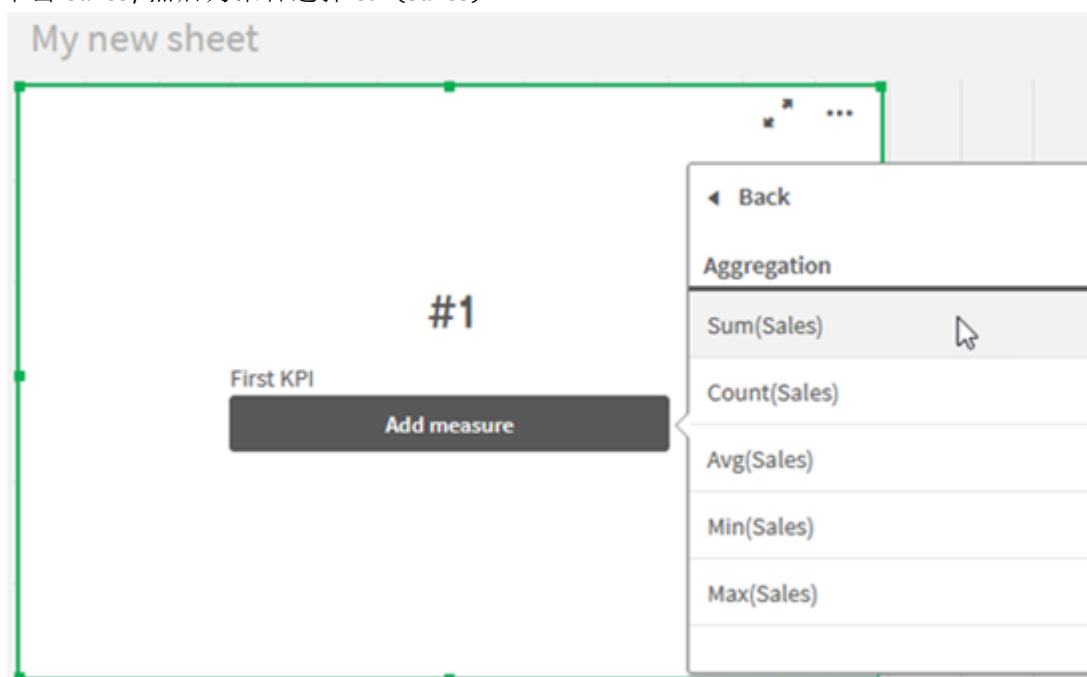 My new sheet
Back
Aggregation
#1
Sum(Sales)
First KPI
Count(Sales)
Add measure
Avg(Sales)
Min(Sales)
Max(Sales)